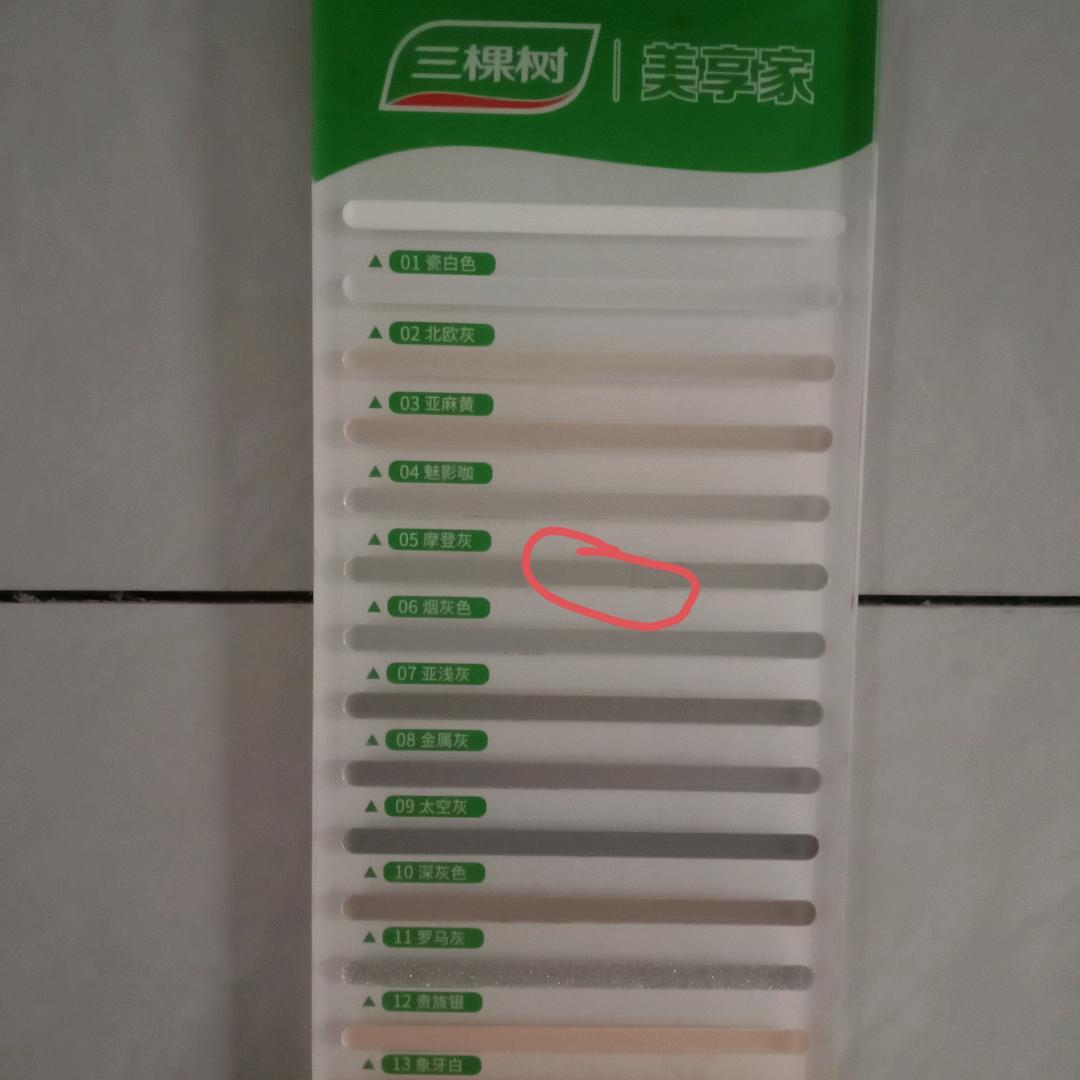 三棵树 美享家
01 瓷白色
02 北欧灰
03 亚麻黄
04 魅影咖
05 摩登灰
06 烟灰色
07 亚浅灰
08 金属灰
09 太空灰
10 深灰色
11 罗马灰
12 贵族银
13 象牙白